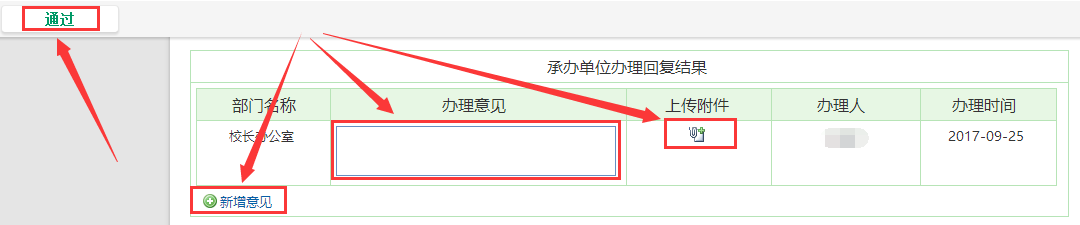 通过
承办单位办理回复结果
部门名称 办理意见 上传附件 办理人 办理时间
校长办公室 2017-09-25
新增意见